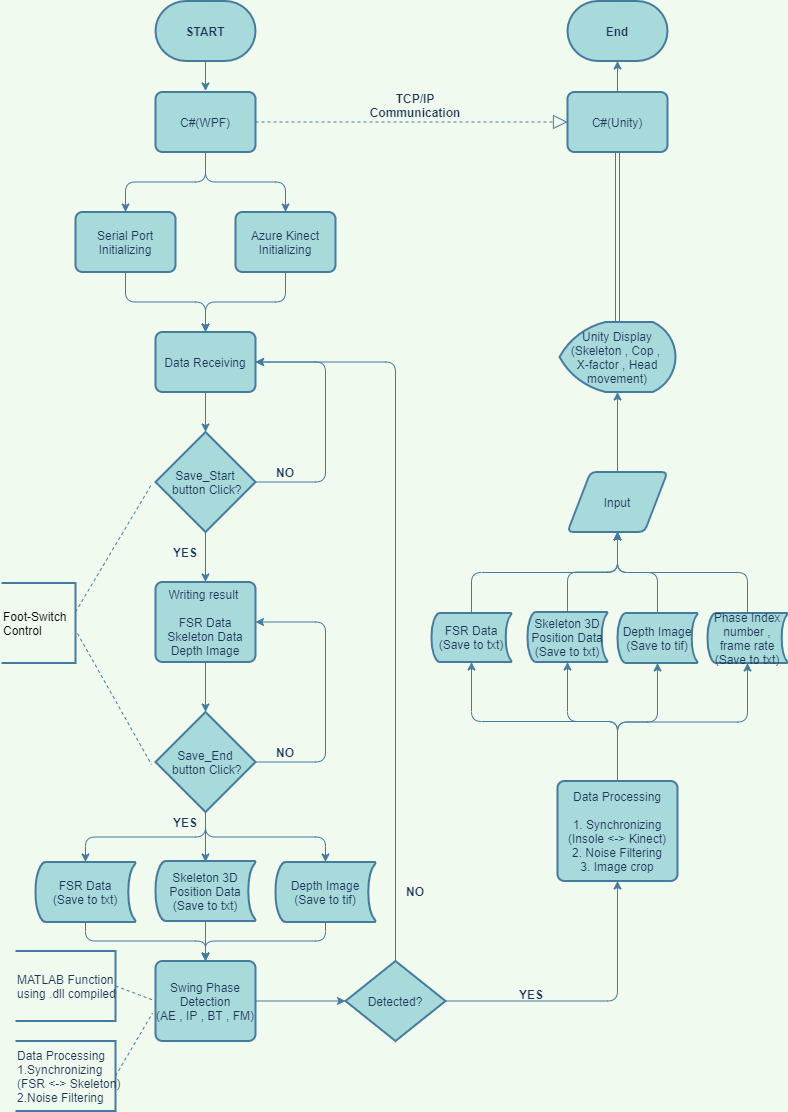 START
End
C#(WPF)
TCP/IP
Communication
C#(Unity)
Serial Port
Initializing
Azure Kinect
Initializing
Data Receiving
Unity Display
(Skeleton , Cop ,
X-factor , Head
movement)
Save_Start
button Click?
NO
YES
Input
Foot-Switch
Control
Writing result
FSR Data
Skeleton Data
Depth Image
FSR Data
(Save to txt)
Skeleton 3D
Position Data
(Save to txt)
Depth Image
(Save to tif)
Phase Index
number ,
frame rate
(Save to txt)
Save_End
button Click?
NO
YES
Data Processing
1. Synchronizing
(Insole <-> Kinect)
2. Noise Filtering
3. Image crop
FSR Data
(Save to txt)
Skeleton 3D
Position Data
(Save to txt)
Depth Image
(Save to tif)
NO
MATLAB Function
using .dll compiled
Swing Phase
Detection
(AE , IP , BT , FM)
Detected?
YES
Data Processing
1.Synchronizing
(FSR <-> Skeleton)
2.Noise Filtering